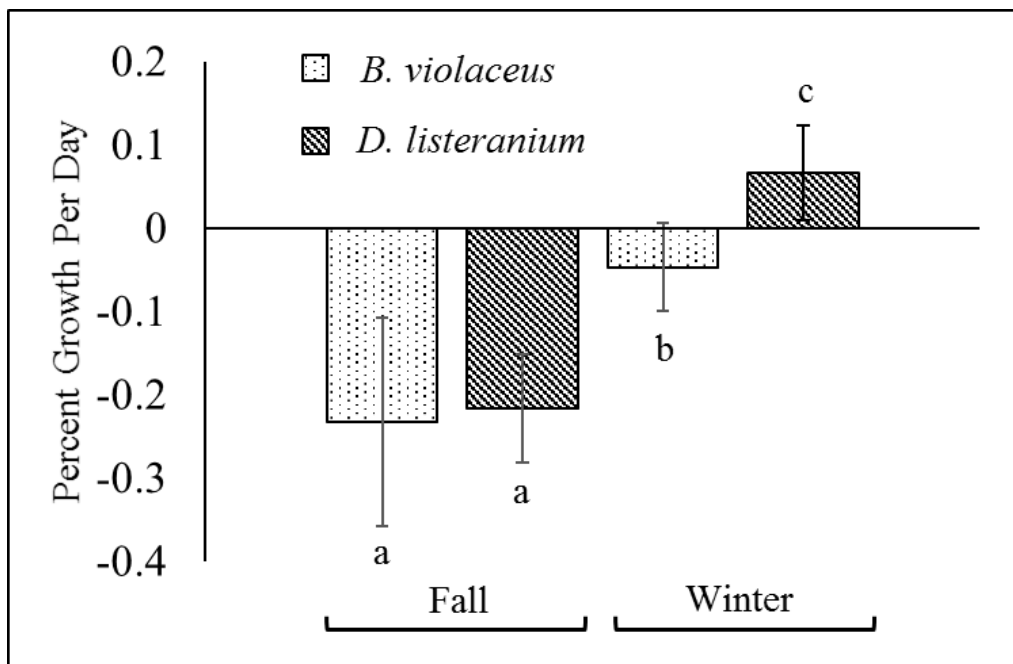 Percent Growth Per Day
0.2
0.1
0
-0.1
-0.2
-0.3
-0.4
B. violaceus
D. listeranium
a
a
b
c
Fall
Winter